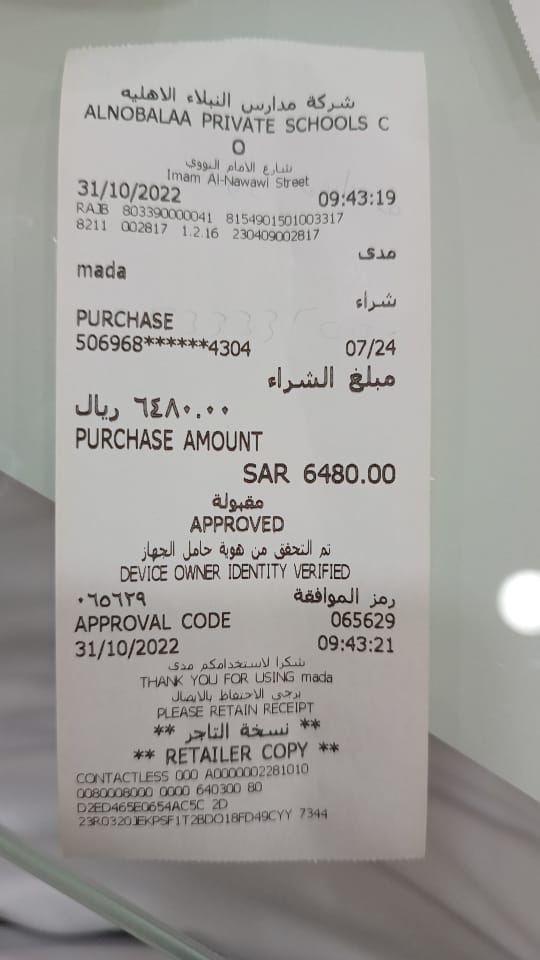 شركة مدارس النبلاء الاهليه
ALNOBALAA PRIVATE SCHOOLS C
O
شارع الامام النووي
Imam Al-Nawawi Street
31/10/2022 09:43:19
RAJB 803390000041 8154901501003317
8211 002817 1.2.16 230409002817
مدى
mada
شراء
PURCHASE
506968******4304 07/24
مبلغ الشراء
٦٤٨٠.٠٠ ريال
PURCHASE AMOUNT
SAR 6480.00
مقبولة
APPROVED
تم التحقق من هوية حامل الجهاز
DEVICE OWNER IDENTITY VERIFIED
رمز الموافقة ٠٦٥٦٢٩
APPROVAL CODE 065629
31/10/2022 09:43:21
شكرا لاستخدامكم مدى
THANK YOU FOR USING mada
يرجى الاحتفاظ بالايصال
PLEASE RETAIN RECEIPT
** نسخة التاجر **
** RETAILER COPY **
CONTACTLESS 000 A0000002281010
0080008000 0000 640300 80
D2ED465E0654AC5C 2D
23R0320JEKPSF1T2BDO18FD49CYY 7344